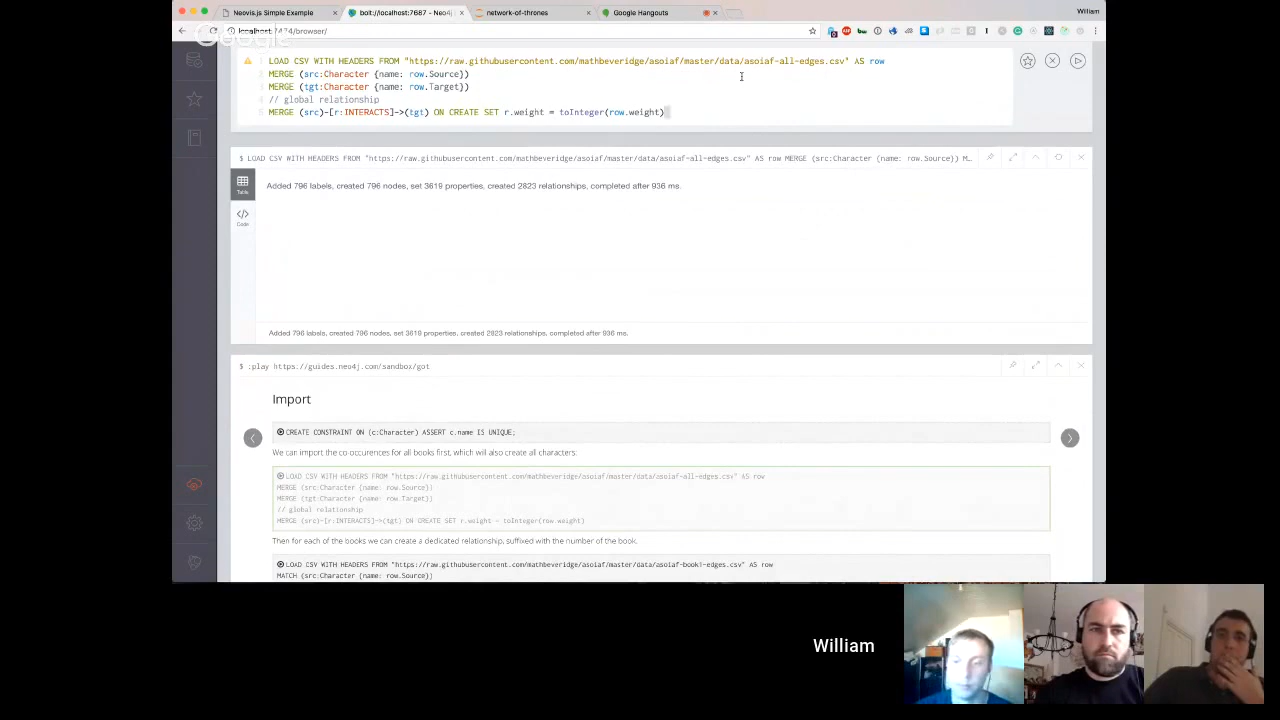 Neovis.js Simple Example
bolt://localhost:7687 - Neo4j
network-of-thrones
Google Hangouts
William
/browser/
LOAD CSV WITH HEADERS FROM "https://raw.githubusercontent.com/mathbeveridge/asoiaf/master/data/asoiaf-all-edges.csv" AS row
MERGE (src:Character {name: row.Source})
MERGE (tgt:Character {name: row.Target})
// global relationship
MERGE (src)-[r:INTERACTS]->(tgt) ON CREATE SET r.weight = toInteger(row.weight)
$ LOAD CSV WITH HEADERS FROM "https://raw.githubusercontent.com/mathbeveridge/asoiaf/master/data/asoiaf-all-edges.csv" AS row MERGE (src:Character {name: row.Source}) M…
Table
Added 796 labels, created 796 nodes, set 3619 properties, created 2823 relationships, completed after 936 ms.
Code
Added 796 labels, created 796 nodes, set 3619 properties, created 2823 relationships, completed after 936 ms.
$ :play https://guides.neo4j.com/sandbox/got
Import
CREATE CONSTRAINT ON (c:Character) ASSERT c.name IS UNIQUE;
We can import the co occurences for all books first, which will also create all characters:
LOAD CSV WITH HEADERS FROM "https://raw.githubusercontent.com/mathbeveridge/asoiaf/master/data/asoiaf-all-edges.csv" AS row
MERGE (src:Character {name: row.Source})
MERGE (tgt:Character {name: row.Target})
// global relationship
MERGE (src)-[r:INTERACTS]->(tgt) ON CREATE SET r.weight = toInteger(row.weight)
Then for each of the books we can create a dedicated relationship, suffixed with the number of the book.
LOAD CSV WITH HEADERS FROM "https://raw.githubusercontent.com/mathbeveridge/asoiaf/master/data/asoiaf-book1-edges.csv" AS row
MATCH (src:Character {name: row.Source})
William